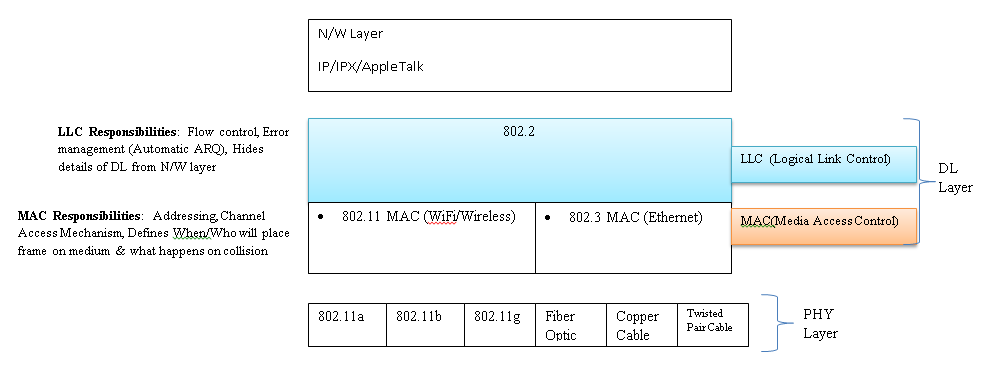 N/W Layer
IP/IPX/AppleTalk
LLC Responsibilities: Flow control, Error
management (Automatic ARQ), Hides
details of DL from N/W layer
802.2
LLC (Logical Link Control)
DL
Layer
MAC Responsibilities: Addressing, Channel
Access Mechanism, Defines When/Who will place
frame on medium & what happens on collision
• 802.11 MAC (WiFi/Wireless)
• 802.3 MAC (Ethernet)
MAC(Media Access Control)
802.11a
802.11b
802.11g
Fiber
Optic
Copper
Cable
Twisted
Pair Cable
PHY
Layer